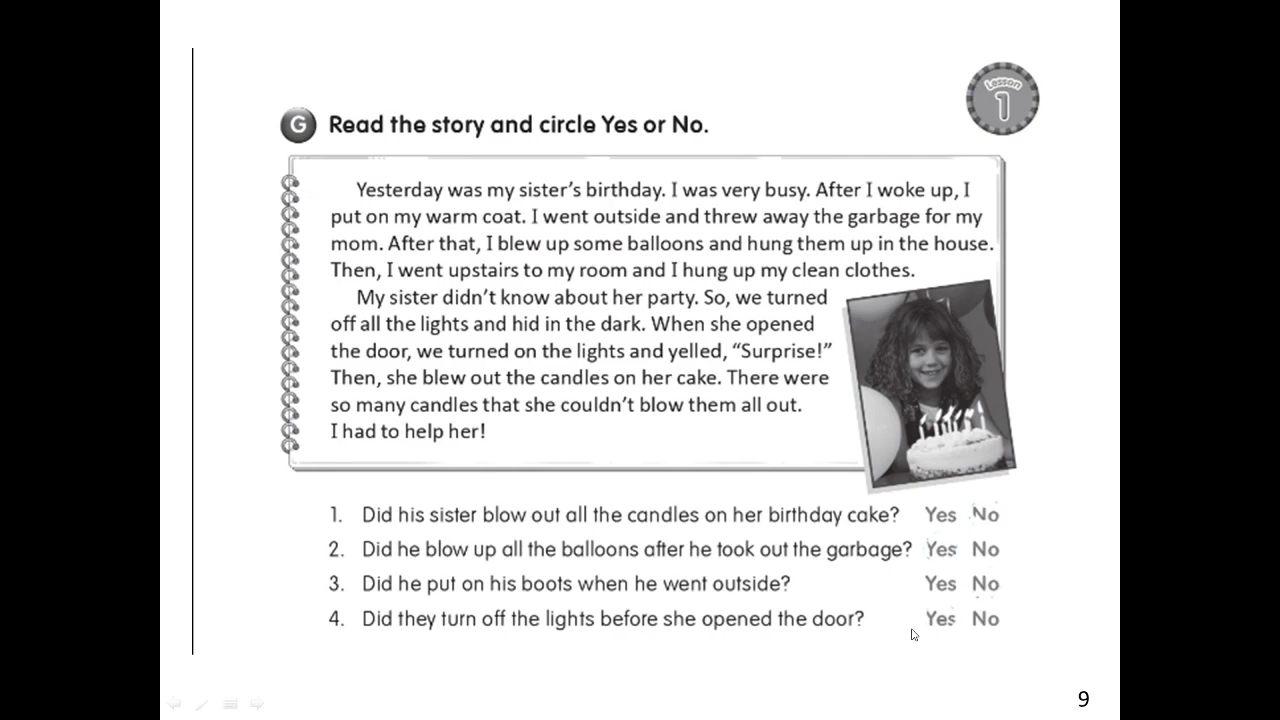 Lesson
1
G Read the story and circle Yes or No.
Yesterday was my sister's birthday. I was very busy. After I woke up, I
put on my warm coat. I went outside and threw away the garbage for my
mom. After that, I blew up some balloons and hung them up in the house.
Then, I went upstairs to my room and I hung up my clean clothes.
My sister didn't know about her party. So, we turned
off all the lights and hid in the dark. When she opened
the door, we turned on the lights and yelled, “Surprise!”
Then, she blew out the candles on her cake. There were
so many candles that she couldn't blow them all out.
I had to help her!
1. Did his sister blow out all the candles on her birthday cake? Yes No
2. Did he blow up all the balloons after he took out the garbage? Yes No
3. Did he put on his boots when he went outside? Yes No
4. Did they turn off the lights before she opened the door? Yes No
9